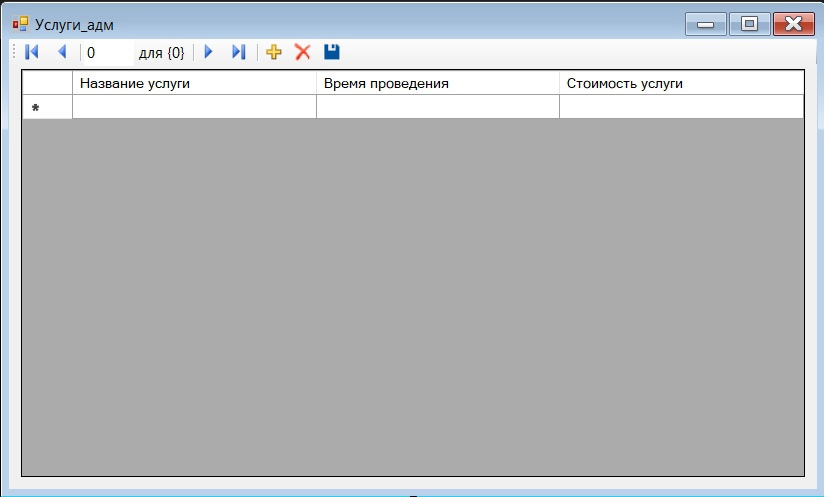 Услуги_адм
0 для {0}
Название услуги Время проведения Стоимость услуги
*